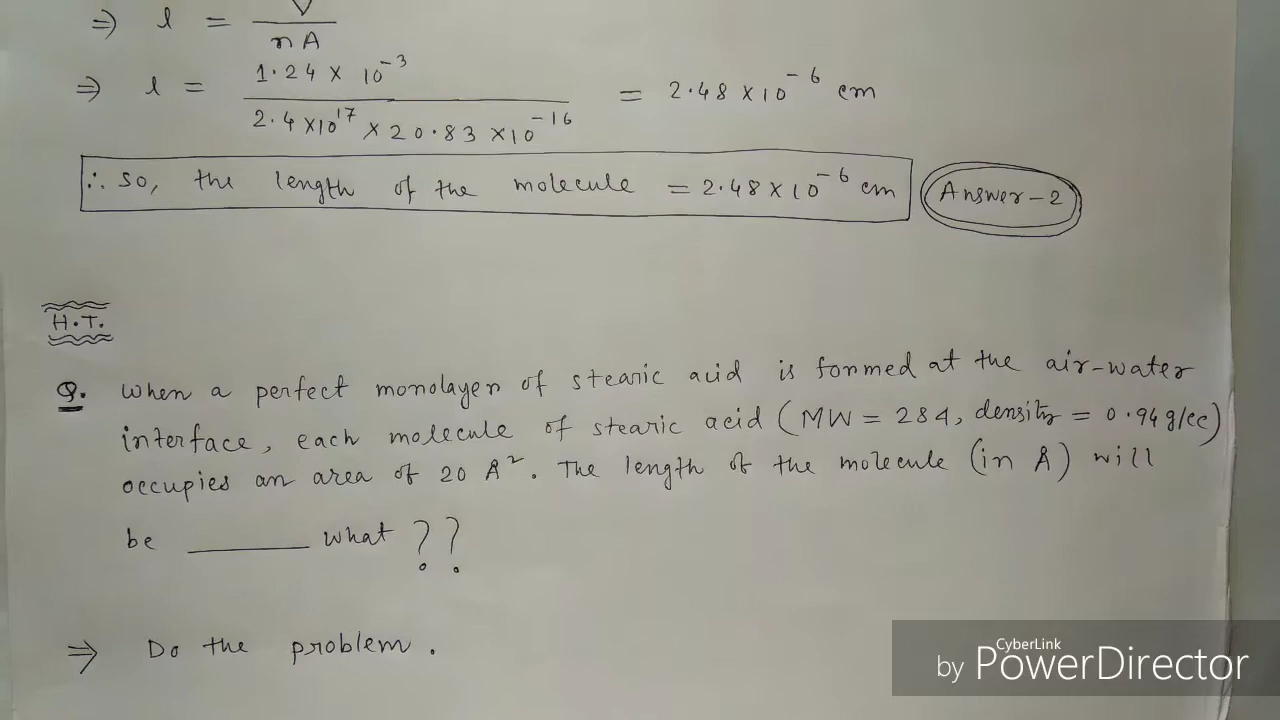 ⇒ l = V / nA
⇒ l = 1.24 × 10⁻³ / 2.4 × 10¹⁷ × 20.83 × 10⁻¹⁶ = 2.48 × 10⁻⁶ cm
∴ so, the length of the molecule = 2.48 × 10⁻⁶ cm Answer-2
H.T.
Q. When a perfect monolayer of stearic acid is formed at the air-water
interface, each molecule of stearic acid (MW = 284, density = 0.94 g/cc)
occupies an area of 20 Å². The length of the molecule (in Å) will
be ______ what ??
⇒ Do the problem.
CyberLink
by PowerDirector